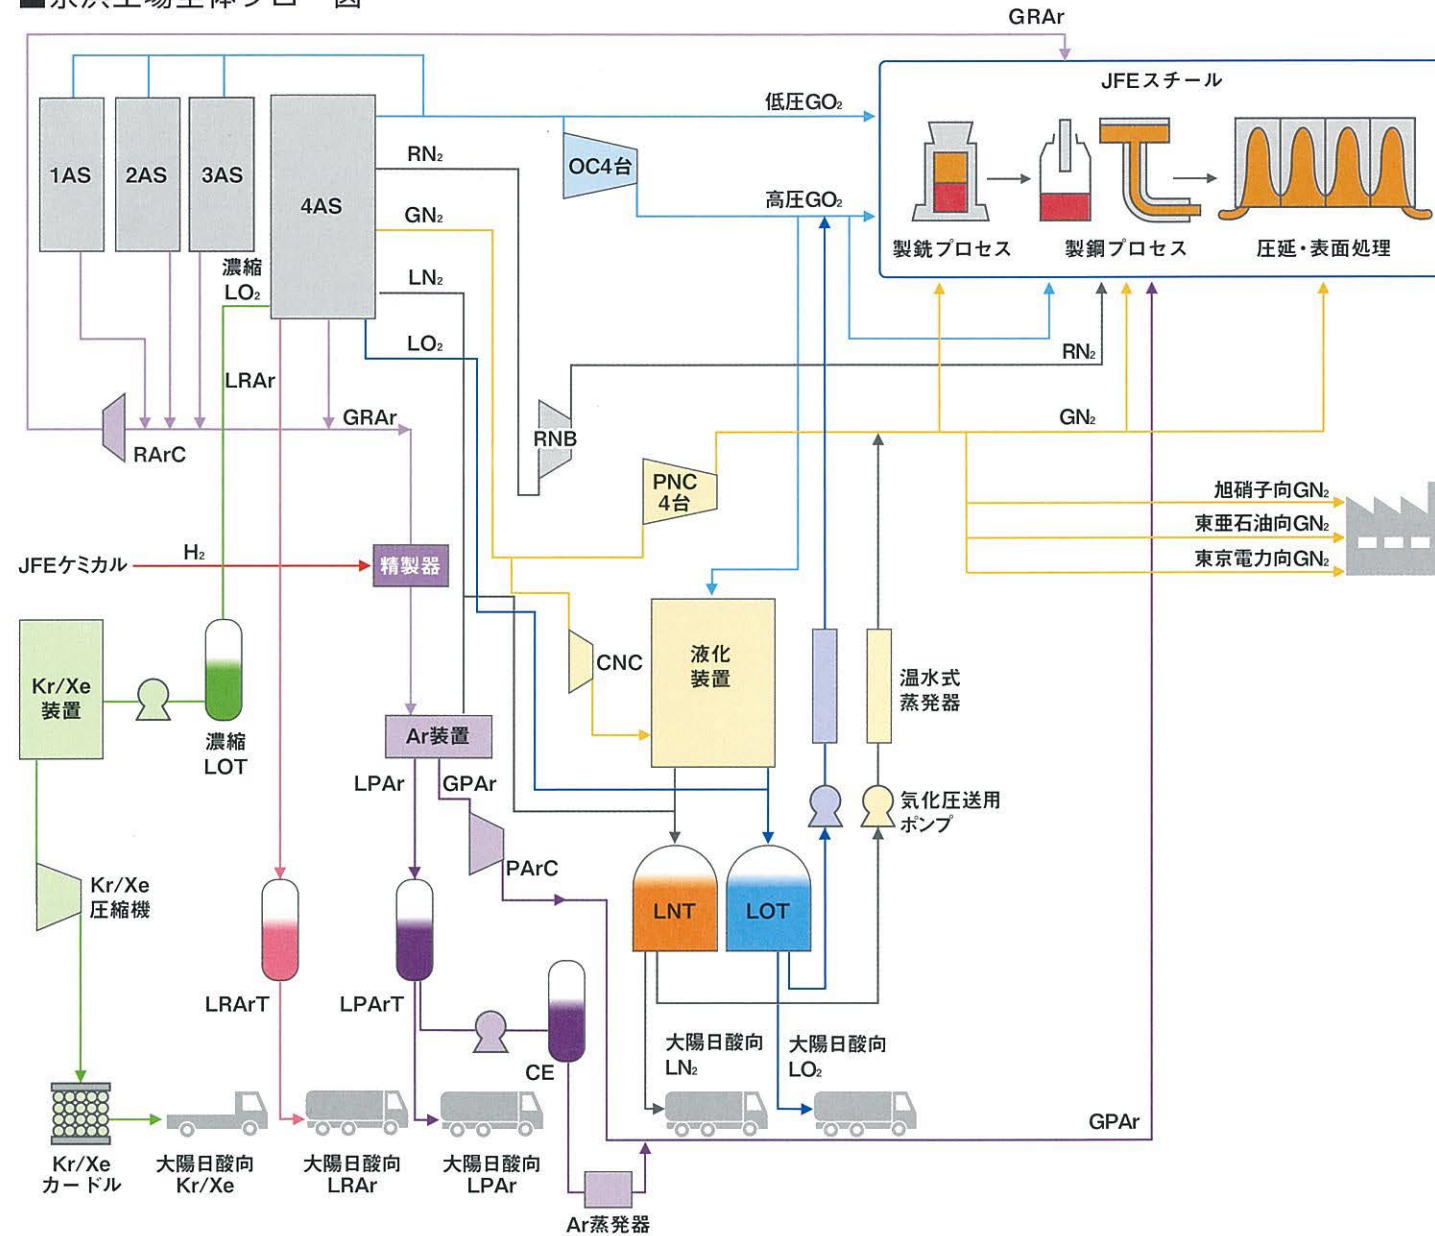 ■京浜工場全体フロー図
GRAr
JFEスチール
低圧GO₂
1AS
2AS
3AS
4AS
RN₂
OC4台
GN₂
高圧GO₂
製銑プロセス
製鋼プロセス
圧延・表面処理
濃縮
LO₂
LN₂
LO₂
RN₂
LRAr
GRAr
GN₂
RArC
RNB
PNC
4台
旭硝子向GN₂
東亜石油向GN₂
東京電力向GN₂
JFEケミカル
H₂
精製器
Kr/Xe
装置
濃縮
LOT
CNC
液化
装置
温水式
蒸発器
Ar装置
LPAr
GPAr
気化圧送用
ポンプ
PArC
Kr/Xe
圧縮機
LNT
LOT
LRArT
LPArT
CE
大陽日酸向
LN₂
大陽日酸向
LO₂
GPAr
Kr/Xe
カードル
大陽日酸向
Kr/Xe
大陽日酸向
LRAr
大陽日酸向
LPAr
Ar蒸発器